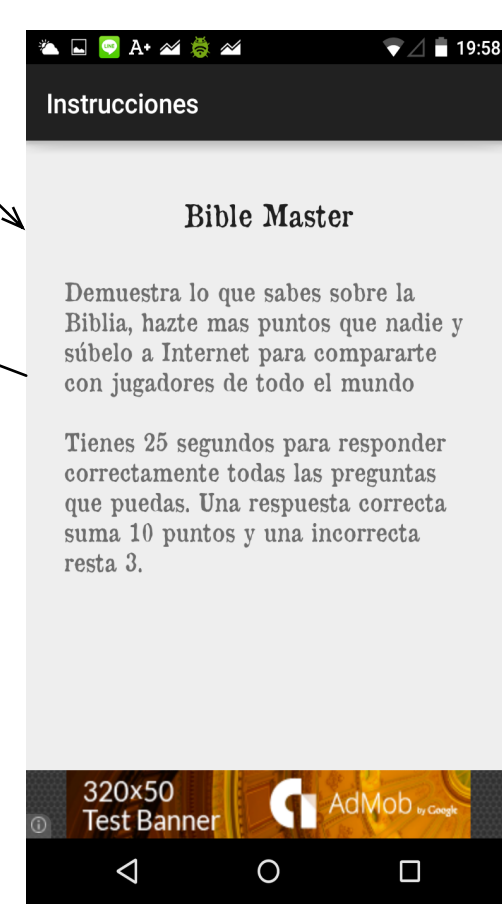 A+ 19:58
Instrucciones
Bible Master
Demuestra lo que sabes sobre la
Biblia, hazte mas puntos que nadie y
súbelo a Internet para compararte
con jugadores de todo el mundo
Tienes 25 segundos para responder
correctamente todas las preguntas
que puedas. Una respuesta correcta
suma 10 puntos y una incorrecta
resta 3.
320x50
Test Banner
AdMob by Google